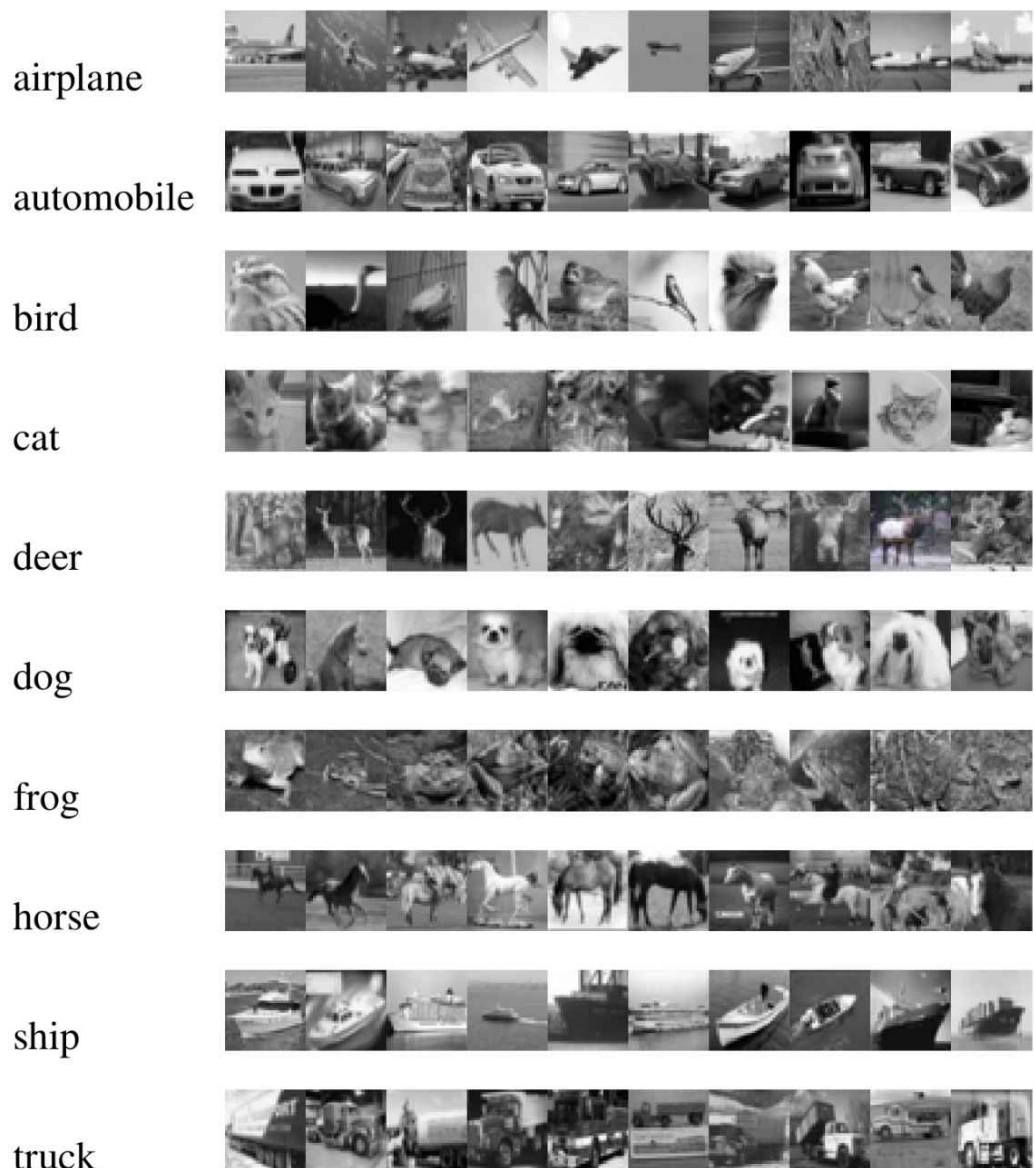 airplane
automobile
bird
cat
deer
dog
frog
horse
ship
truck